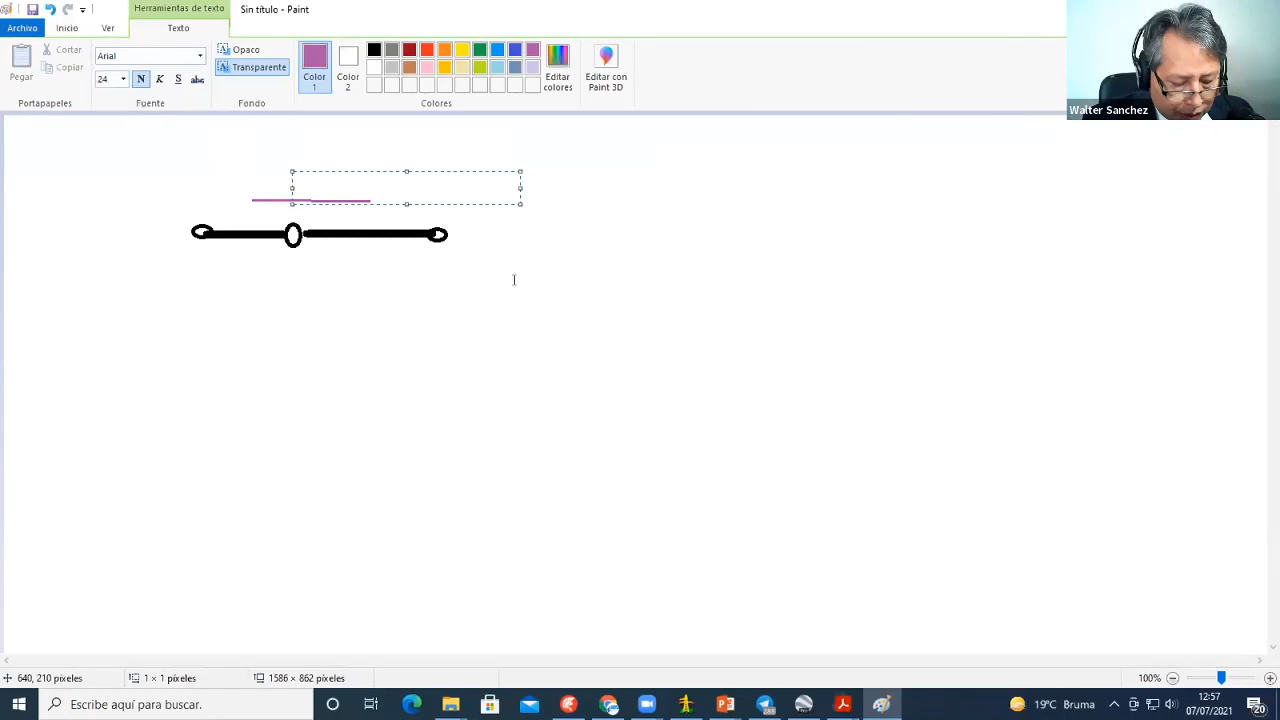 Herramientas de texto
Sin título - Paint
Archivo
Inicio
Ver
Texto
Pegar
Cortar
Copiar
Portapapeles
Arial
24
N
K
S
abc
Fuente
Opaco
Transparente
Fondo
Color
1
Color
2
Editar
colores
Editar con
Paint 3D
Colores
Walter Sanchez
640, 210 píxeles
1 × 1 píxeles
1586 × 862 píxeles
100%
Escribe aquí para buscar.
19°C Bruma
12:57
07/07/2021
20